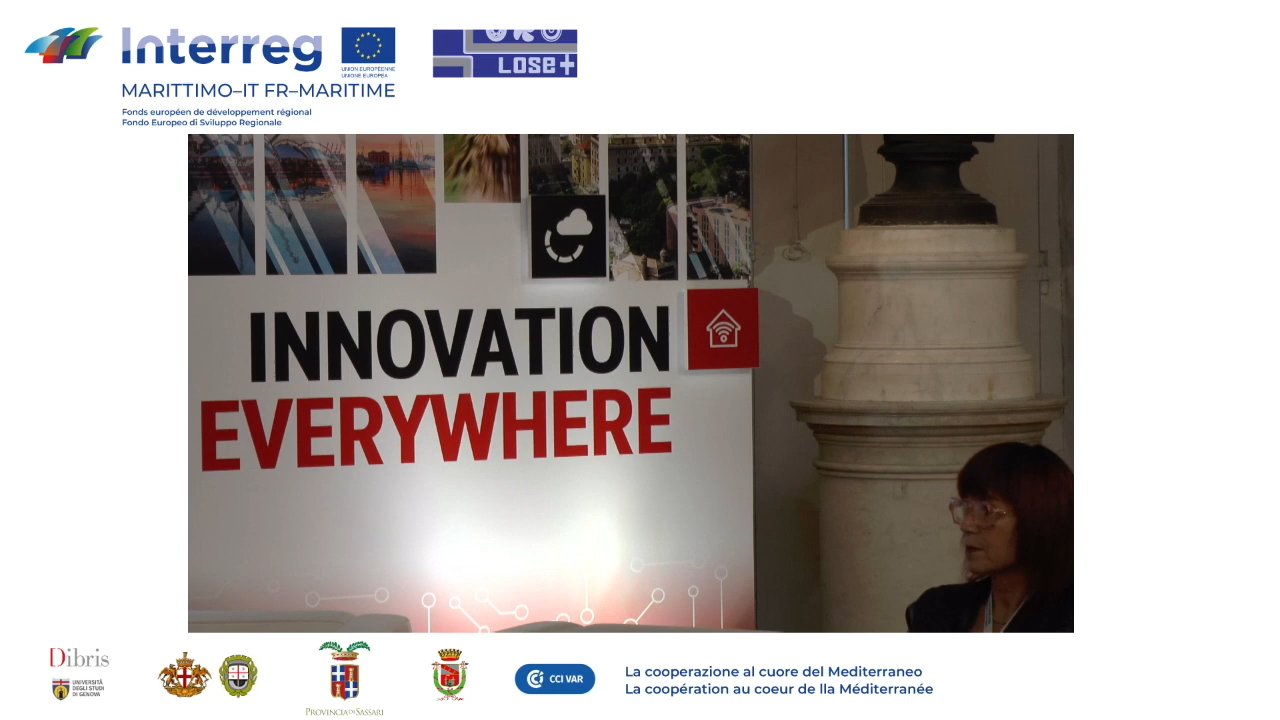 Interreg
UNION EUROPÉENNE
UNIONE EUROPEA
MARITTIMO–IT FR–MARITIME
Fonds européen de développement régional
Fondo Europeo di Sviluppo Regionale
LOSE+
INNOVATION
EVERYWHERE
Dibris
UNIVERSITÀ
DEGLI STUDI
DI GENOVA
PROVINCIA DI SASSARI
CCI VAR
La cooperazione al cuore del Mediterraneo
La coopération au coeur de lla Méditerranée